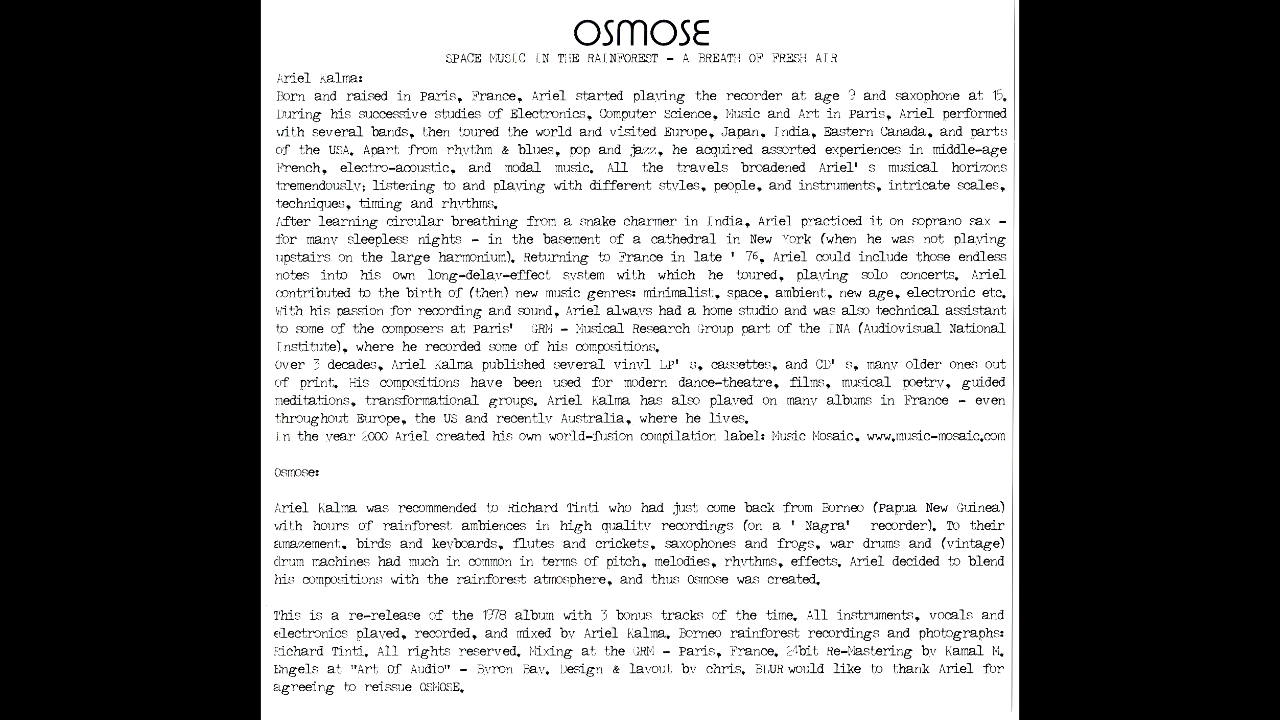 OSMOSE
SPACE MUSIC IN THE RAINFOREST - A BREATH OF FRESH AIR
Ariel Kalma:
Born and raised in Paris, France, Ariel started playing the recorder at age 9 and saxophone at 15.
During his successive studies of Electronics, Computer Science, Music and Art in Paris, Ariel performed
with several bands, then toured the world and visited Europe, Japan, India, Eastern Canada, and parts
of the USA. Apart from rhythm & blues, pop and jazz, he acquired assorted experiences in middle-age
French, electro-acoustic, and modal music. All the travels broadened Ariel' s musical horizons
tremendously; listening to and playing with different styles, people, and instruments, intricate scales,
techniques, timing and rhythms.
After learning circular breathing from a snake charmer in India, Ariel practiced it on soprano sax -
for many sleepless nights - in the basement of a cathedral in New York (when he was not playing
upstairs on the large harmonium). Returning to France in late ' 76, Ariel could include those endless
notes into his own long-delay-effect system with which he toured, playing solo concerts. Ariel
contributed to the birth of (then) new music genres: minimalist, space, ambient, new age, electronic etc.
With his passion for recording and sound, Ariel always had a home studio and was also technical assistant
to some of the composers at Paris' GRM - Musical Research Group part of the INA (Audiovisual National
Institute), where he recorded some of his compositions.
Over 3 decades, Ariel Kalma published several vinyl LP' s, cassettes, and CD' s, many older ones out
of print. His compositions have been used for modern dance-theatre, films, musical poetry, guided
meditations, transformational groups. Ariel Kalma has also played on many albums in France - even
throughout Europe, the US and recently Australia, where he lives.
In the year 2000 Ariel created his own world-fusion compilation label: Music Mosaic. www.music-mosaic.com
Osmose:
Ariel Kalma was recommended to Richard Tinti who had just come back from Borneo (Papua New Guinea)
with hours of rainforest ambiences in high quality recordings (on a ' Nagra' recorder). To their
amazement, birds and keyboards, flutes and crickets, saxophones and frogs, war drums and (vintage)
drum machines had much in common in terms of pitch, melodies, rhythms, effects. Ariel decided to blend
his compositions with the rainforest atmosphere, and thus Osmose was created.
This is a re-release of the 1978 album with 3 bonus tracks of the time. All instruments, vocals and
electronics played, recorded, and mixed by Ariel Kalma. Borneo rainforest recordings and photographs:
Richard Tinti. All rights reserved. Mixing at the GRM - Paris, France. 24bit Re-Mastering by Kamal M.
Engels at "Art Of Audio" - Byron Bay. Design & layout by chris. BLUR would like to thank Ariel for
agreeing to reissue OSMOSE.